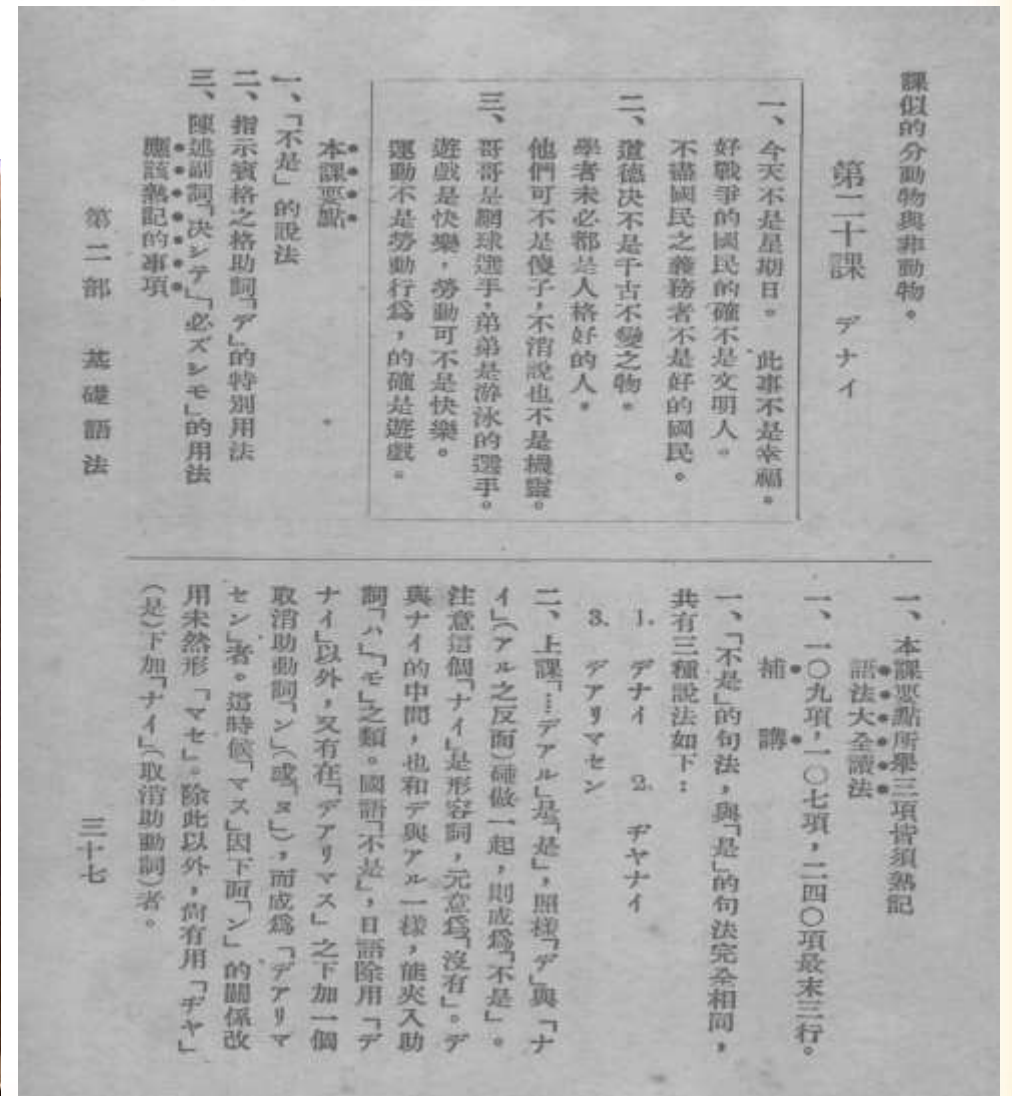 課似的分動物與非動物。
第二十課　デナイ
一、今天不是星期日。　此事不是幸福。
好戰爭的國民的確不是文明人。
不盡國民之義務者不是好的國民。
二、道德决不是千古不變之物。
學者未必都是人格好的人。
他們可不是傻子，不消說也不是機靈。
三、哥哥是網球選手，弟弟是游泳的選手。
遊戲是快樂，勞動可不是快樂。
運動不是勞動行爲，的確是遊戲。
本課要點
一、「不是」的說法
二、指示賓格之格助詞「デ」的特別用法
三、陳述副詞「决シテ」「必ズシモ」的用法
應該熟記的事項
第二部　基礎語法
一、本課要點所舉三項皆須熟記
語法大全讀法
一、一〇九項，一〇七項，二四〇項最末三行。
補　講
一、「不是」的句法，與「是」的句法完全相同，
共有三種說法如下：
1.　デナイ　2.　ヂヤナイ
3.　デアリマセン
二、上課「…デアル」是「是」，照樣「デ」與「ナ
イ」（アル之反面）碰做一起，則成爲「不是」。
注意這個「ナイ」是形容詞，元意爲「沒有」。デ
與ナイ的中間，也和デ與アル一樣，能夾入助
詞「ハ」「モ」之類。國語「不是」，日語除用「デ
ナイ」以外，又有在「デアリマス」之下加一個
取消助動詞「ン」（或「ヌ」），而成爲「デアリマ
セン」者。這時候「マス」因下面「ン」的關係改
用未然形「マセ」。除此以外，尙有用「ヂヤ」
（是）下加「ナイ」（取消助動詞）者。
三十七